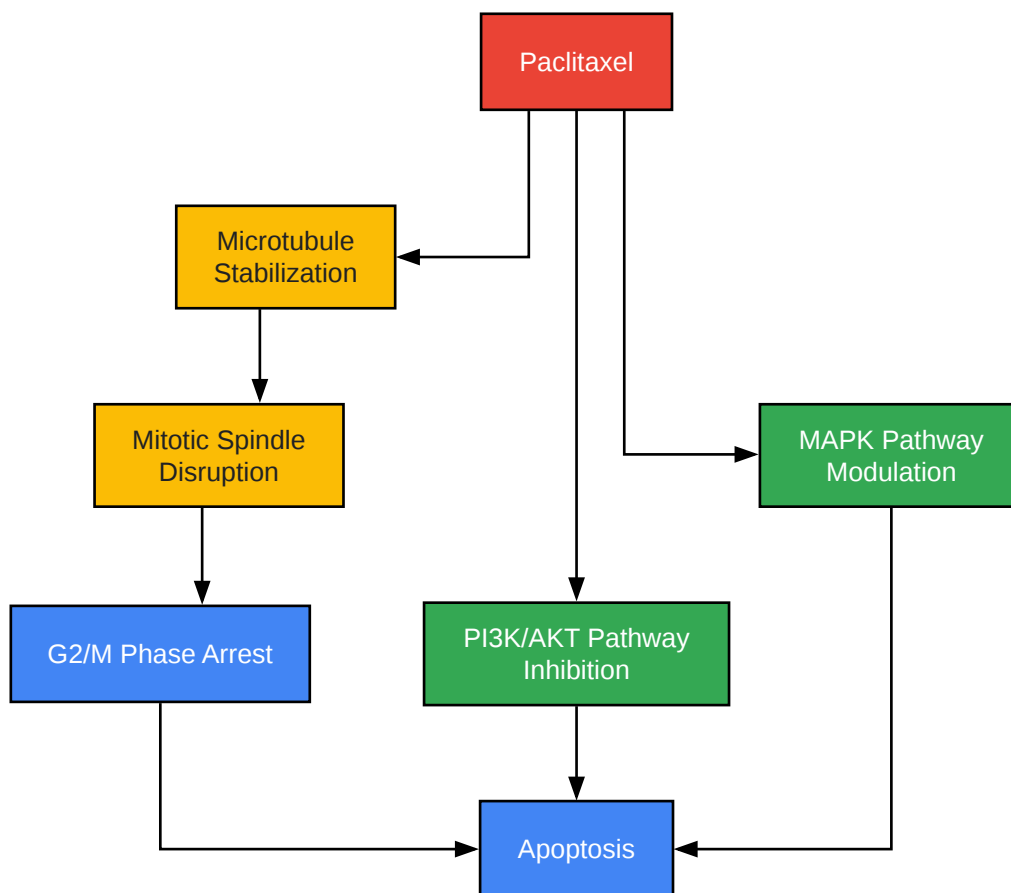 Paclitaxel
Microtubule
Stabilization
Mitotic Spindle
Disruption
MAPK Pathway
Modulation
G2/M Phase Arrest
PI3K/AKT Pathway
Inhibition
Apoptosis